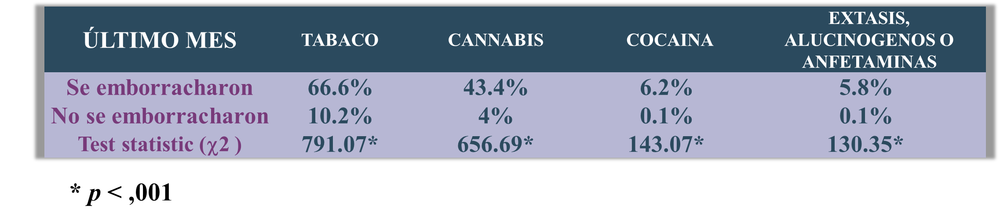 ÚLTIMO MES TABACO CANNABIS COCAINA EXTASIS,
ALUCINOGENOS O
ANFETAMINAS
Se emborracharon 66.6% 43.4% 6.2% 5.8%
No se emborracharon 10.2% 4% 0.1% 0.1%
Test statistic (χ2 ) 791.07* 656.69* 143.07* 130.35*
* p < ,001